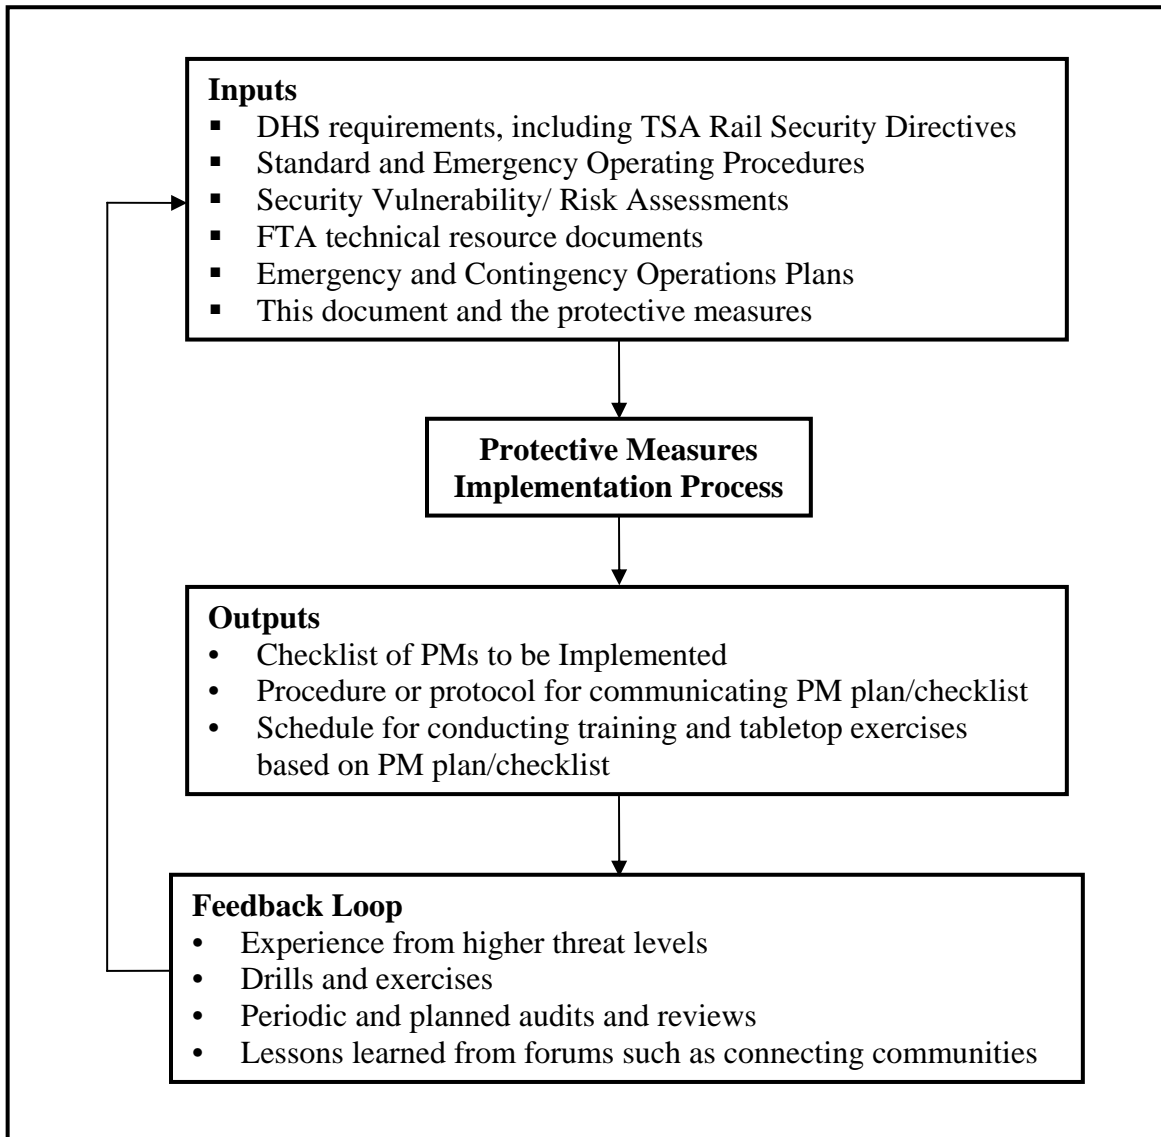 Inputs
▪ DHS requirements, including TSA Rail Security Directives
▪ Standard and Emergency Operating Procedures
▪ Security Vulnerability/ Risk Assessments
▪ FTA technical resource documents
▪ Emergency and Contingency Operations Plans
▪ This document and the protective measures
Protective Measures
Implementation Process
Outputs
• Checklist of PMs to be Implemented
• Procedure or protocol for communicating PM plan/checklist
• Schedule for conducting training and tabletop exercises
based on PM plan/checklist
Feedback Loop
• Experience from higher threat levels
• Drills and exercises
• Periodic and planned audits and reviews
• Lessons learned from forums such as connecting communities